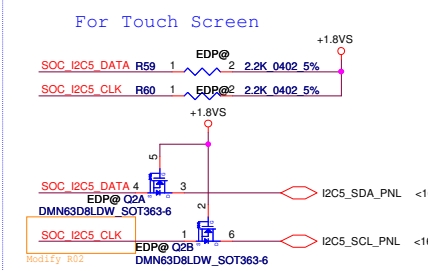 For Touch Screen
+1.8VS
EDP@
SOC_I2C5_DATA R59 1 2 2.2K_0402_5%
SOC_I2C5_CLK R60 1 EDP@ 2 2.2K_0402_5%
+1.8VS
5
SOC_I2C5_DATA 4 3 I2C5_SDA_PNL <1
EDP@ Q2A
DMN63D8LDW_SOT363-6
2
SOC_I2C5_CLK 1 6 I2C5_SCL_PNL <16
EDP@ Q2B
Modify R02
DMN63D8LDW_SOT363-6